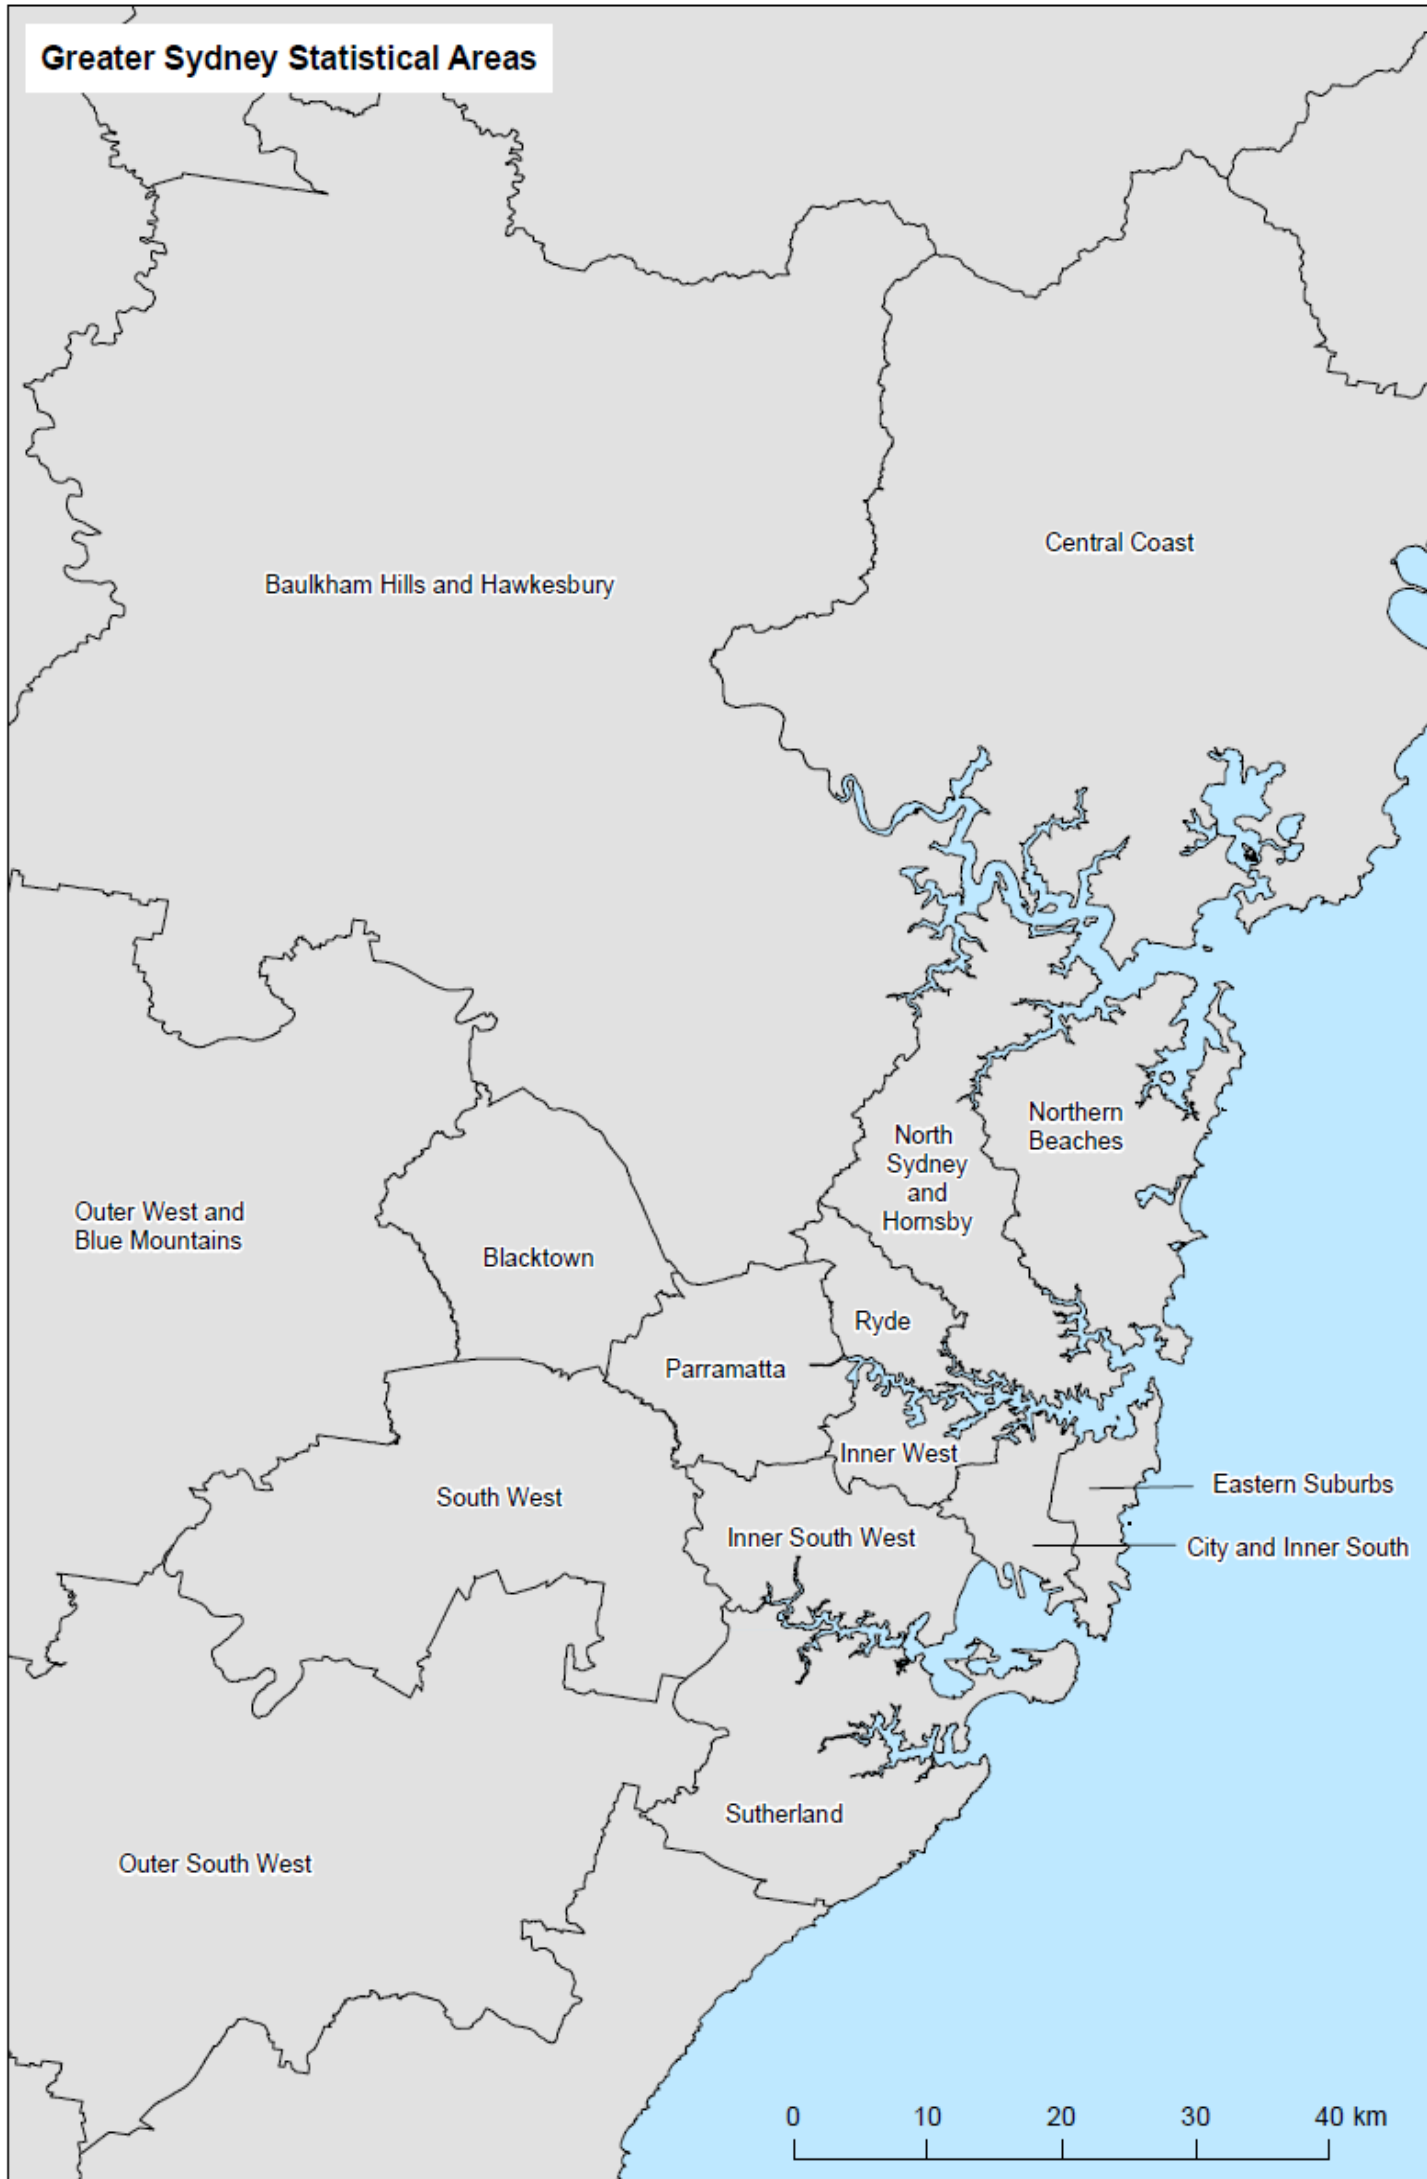 Greater Sydney Statistical Areas
Central Coast
Baulkham Hills and Hawkesbury
Northern
Beaches
North
Sydney
and
Hornsby
Outer West and
Blue Mountains
Blacktown
Ryde
Parramatta
Inner West
Eastern Suburbs
South West
Inner South West
City and Inner South
Sutherland
Outer South West
0 10 20 30 40 km